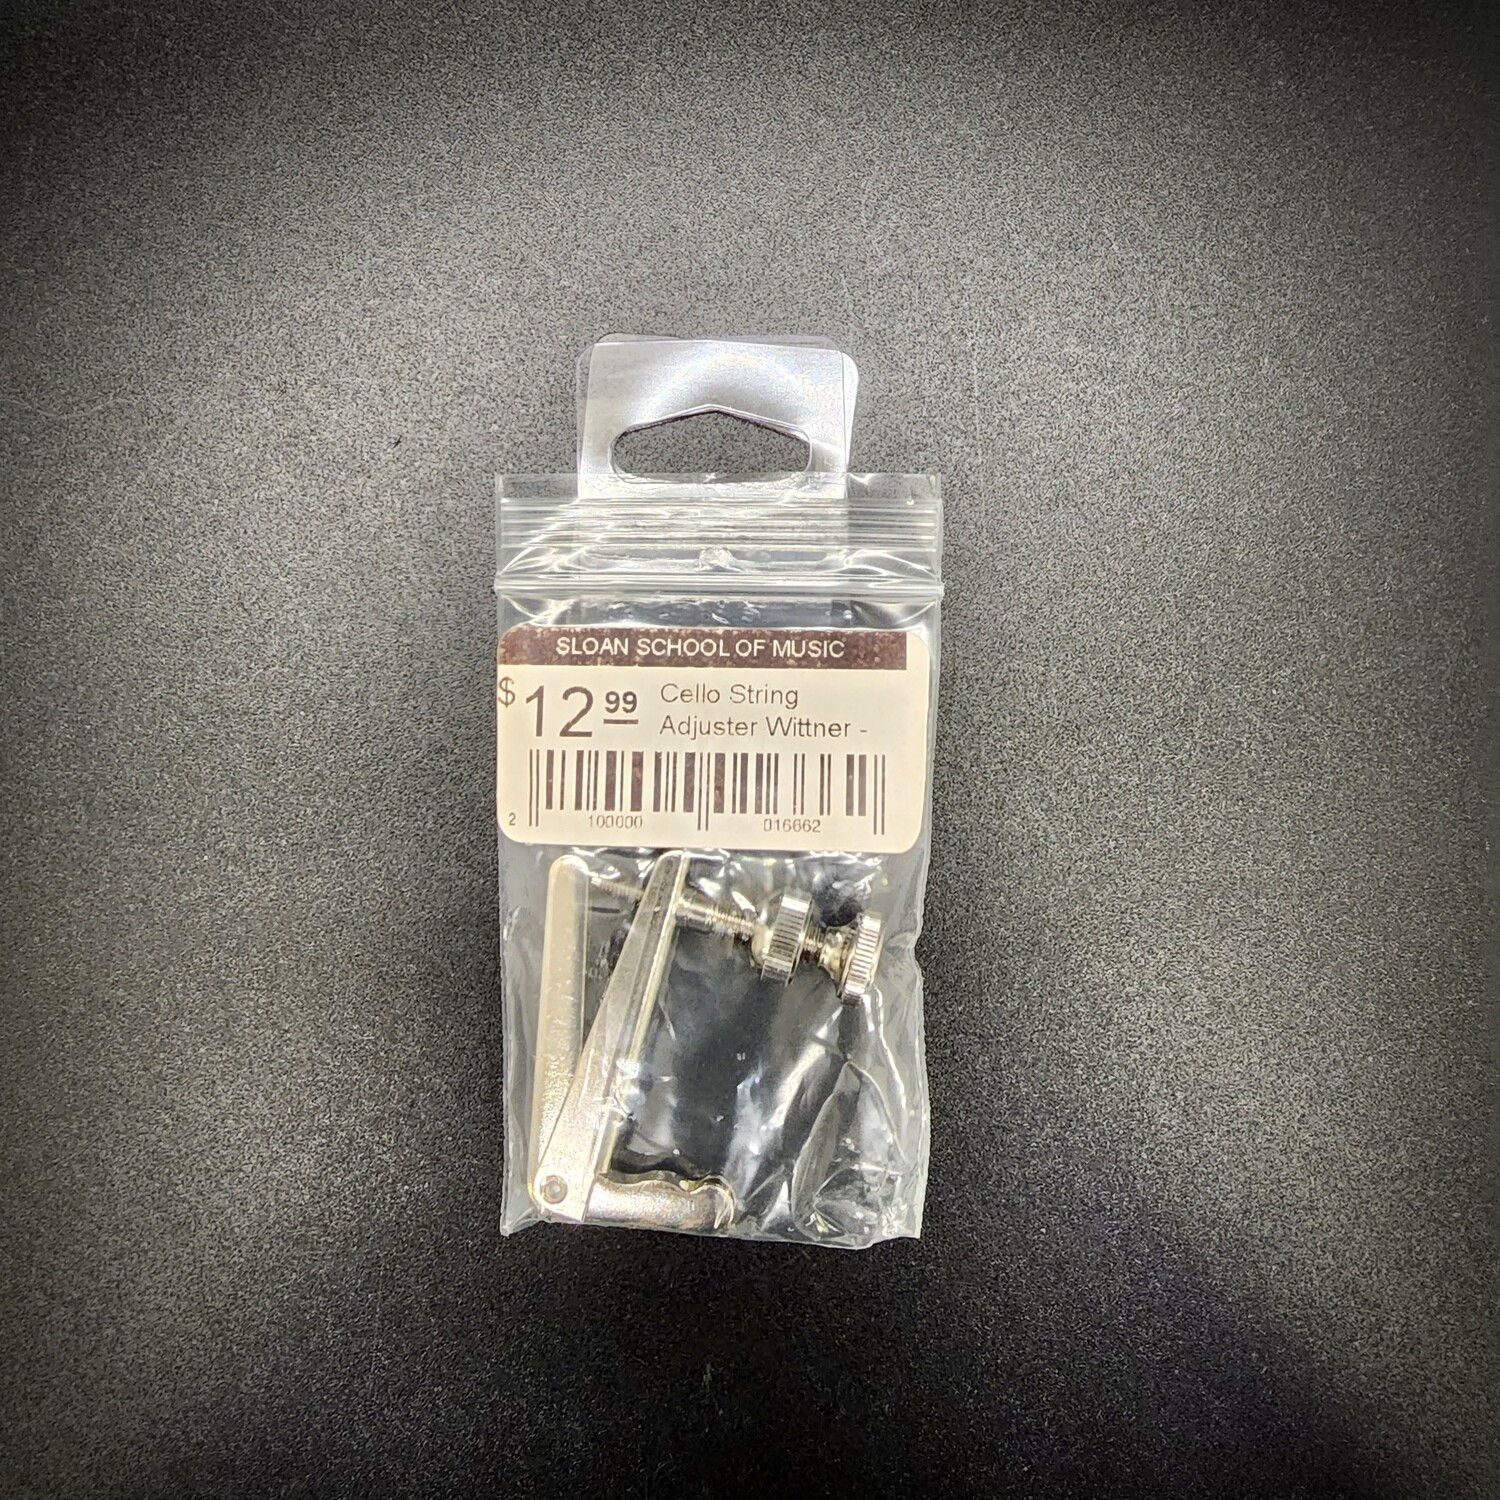 SLOAN SCHOOL OF MUSIC
$12.99 Cello String
Adjuster Wittner -
2 100000 016662